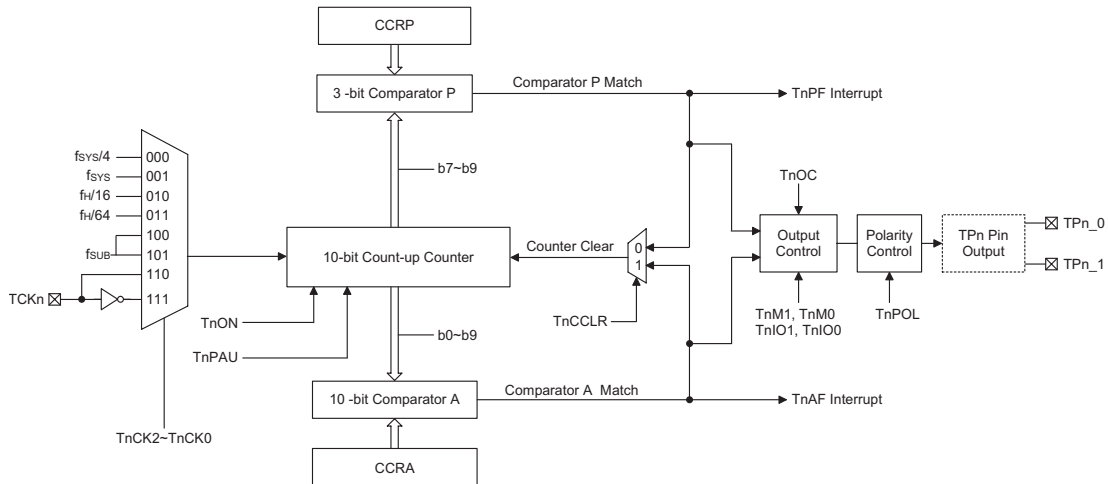 CCRP
3 -bit Comparator P
Comparator P Match
TnPF Interrupt
b7~b9
fSYS/4
000
fSYS
001
fH/16
010
fH/64
011
100
fSUB
101
110
TCKn
111
TnCK2~TnCK0
10-bit Count-up Counter
Counter Clear
0
1
TnCCLR
TnON
TnPAU
b0~b9
TnOC
Output
Control
TnM1, TnM0
TnIO1, TnIO0
Polarity
Control
TnPOL
TPn Pin
Output
TPn_0
TPn_1
10 -bit Comparator A
Comparator A  Match
TnAF Interrupt
CCRA